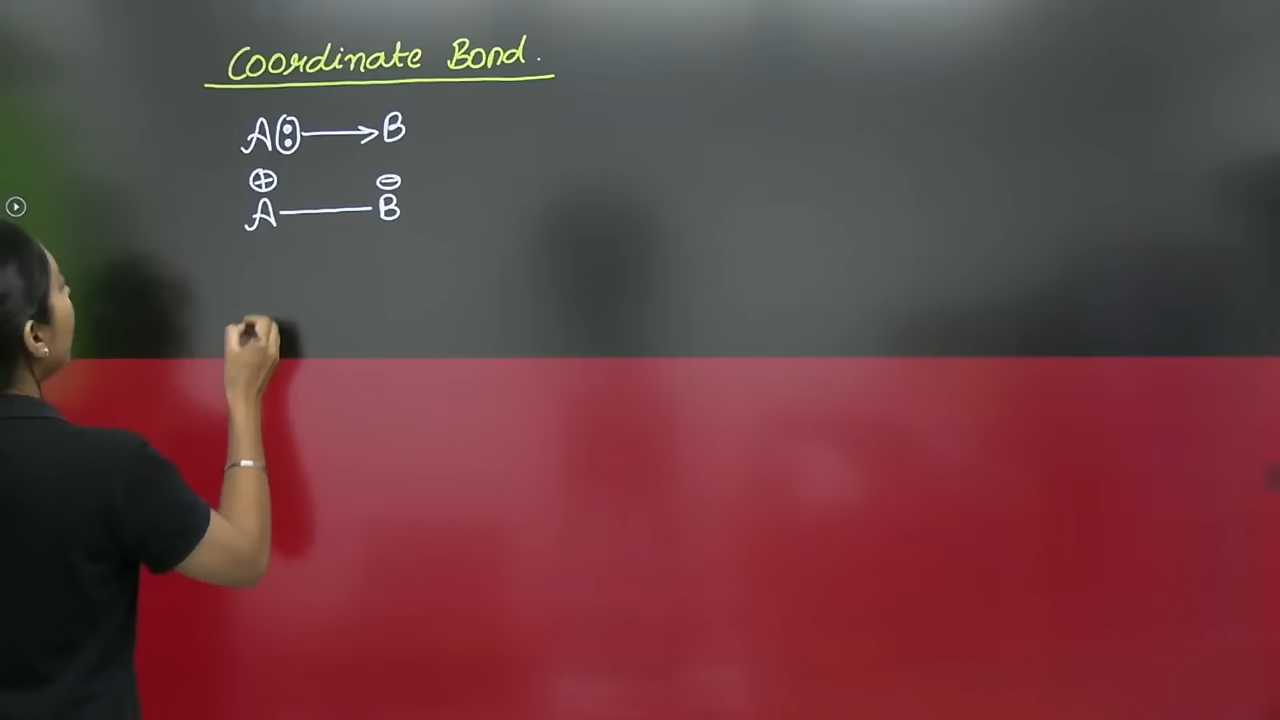 Coordinate Bond.
A: ⟶ B
⊕ ⊖
A — B